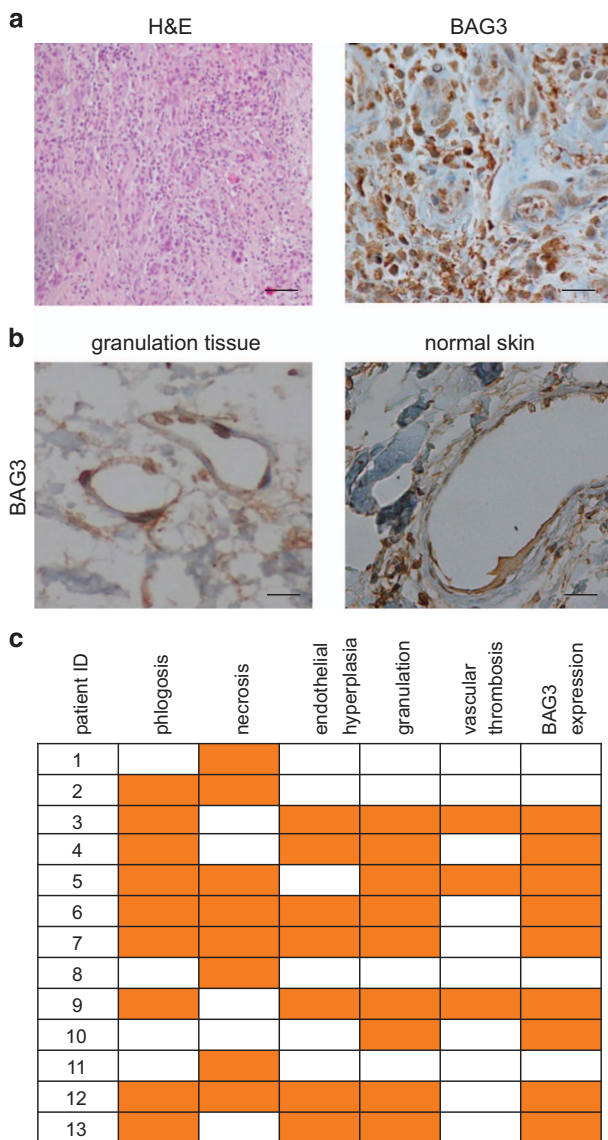 a
H&E
BAG3
b
granulation tissue
normal skin
BAG3
c
patient ID
phlogosis
necrosis
endothelial
hyperplasia
granulation
vascular
thrombosis
BAG3
expression
1
2
3
4
5
6
7
8
9
10
11
12
13